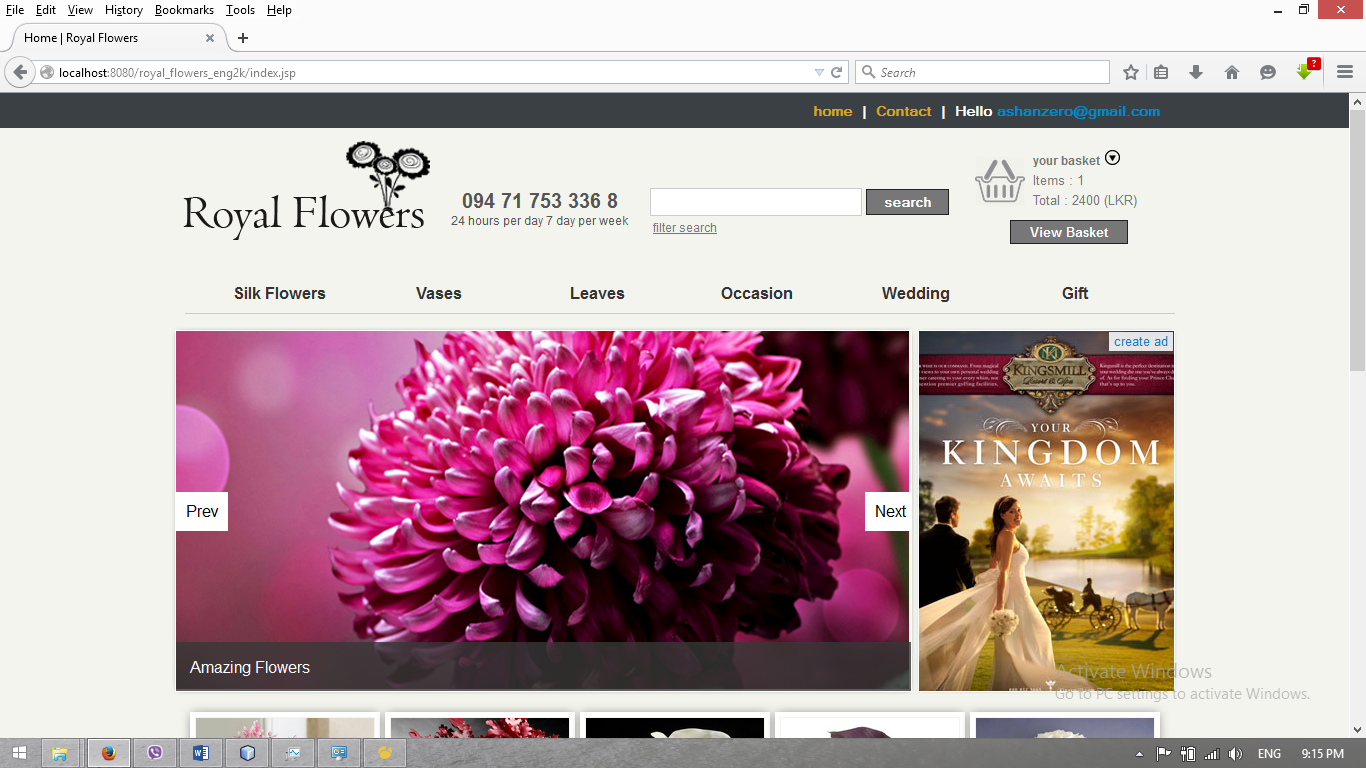 File Edit View History Bookmarks Tools Help
Home | Royal Flowers
localhost:8080/royal_flowers_eng2k/index.jsp
Search
?
home | Contact | Hello ashanzero@gmail.com
Royal Flowers
094 71 753 336 8
24 hours per day 7 day per week
search
filter search
your basket
Items : 1
Total : 2400 (LKR)
View Basket
Silk Flowers Vases Leaves Occasion Wedding Gift
Prev
Next
Amazing Flowers
create ad
KINGSMILL
Resort & Spa
YOUR
KINGDOM
AWAITS
Activate Windows
Go to PC settings to activate Windows.
ENG 9:15 PM